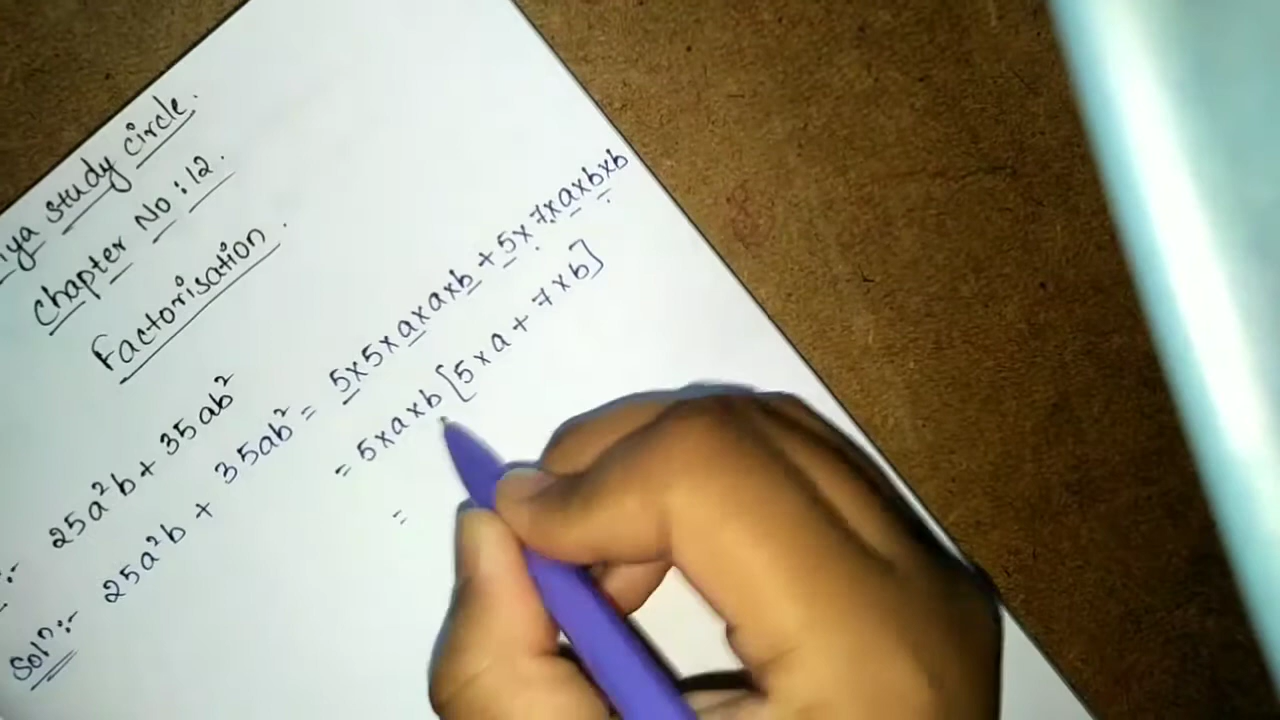 study circle.
Chapter No:12.
Factorisation.
25a²b + 35ab²
Solⁿ:- 25a²b + 35ab² = 5x5xaxaxb + 5x7xaxbxb
= 5xaxb[5xa+7xb]
=